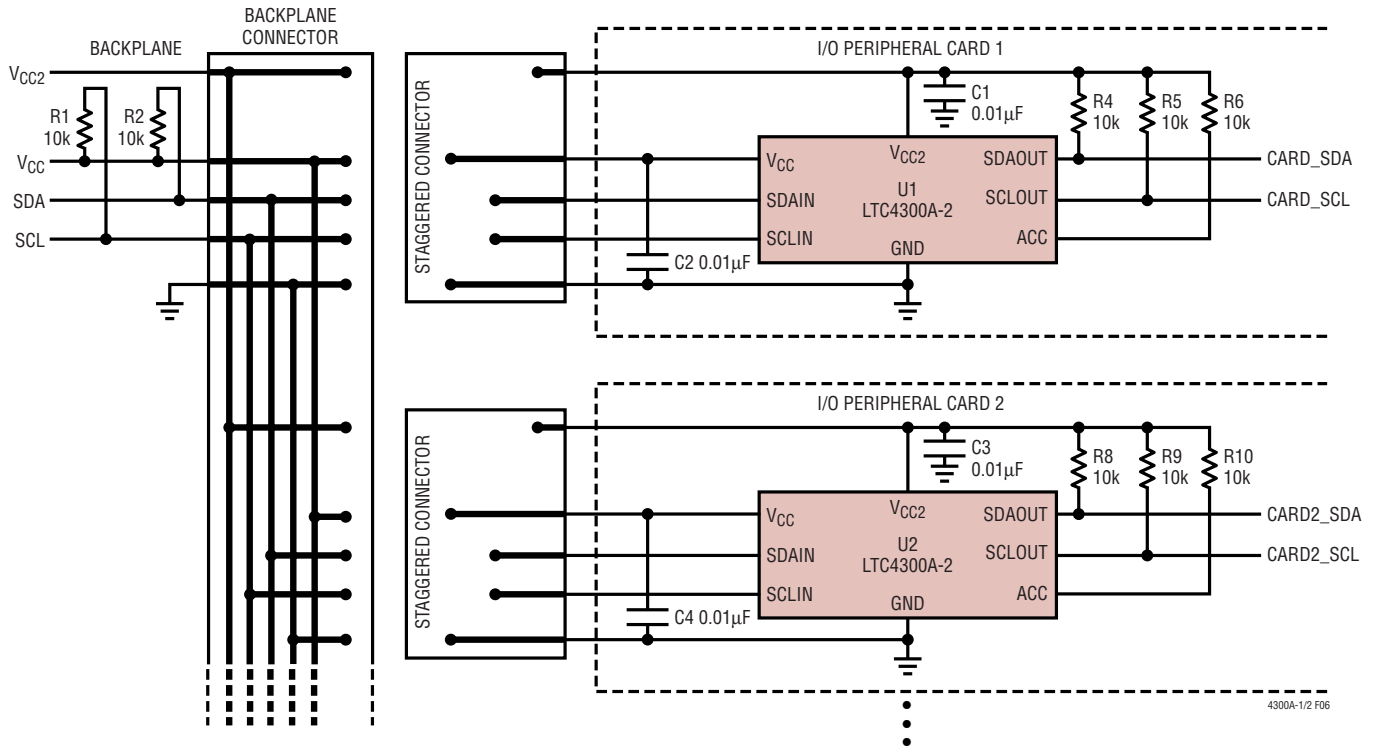 BACKPLANE
CONNECTOR
BACKPLANE
VCC2
R1
10k
R2
10k
VCC
SDA
SCL
STAGGERED CONNECTOR
I/O PERIPHERAL CARD 1
C1
0.01μF
R4
10k
R5
10k
R6
10k
VCC
VCC2
SDAOUT
CARD_SDA
SDAIN
U1
LTC4300A-2
SCLOUT
CARD_SCL
SCLIN
GND
ACC
C2 0.01μF
STAGGERED CONNECTOR
I/O PERIPHERAL CARD 2
C3
0.01μF
R8
10k
R9
10k
R10
10k
VCC
VCC2
SDAOUT
CARD2_SDA
SDAIN
U2
LTC4300A-2
SCLOUT
CARD2_SCL
SCLIN
GND
ACC
C4 0.01μF
4300A-1/2 F06